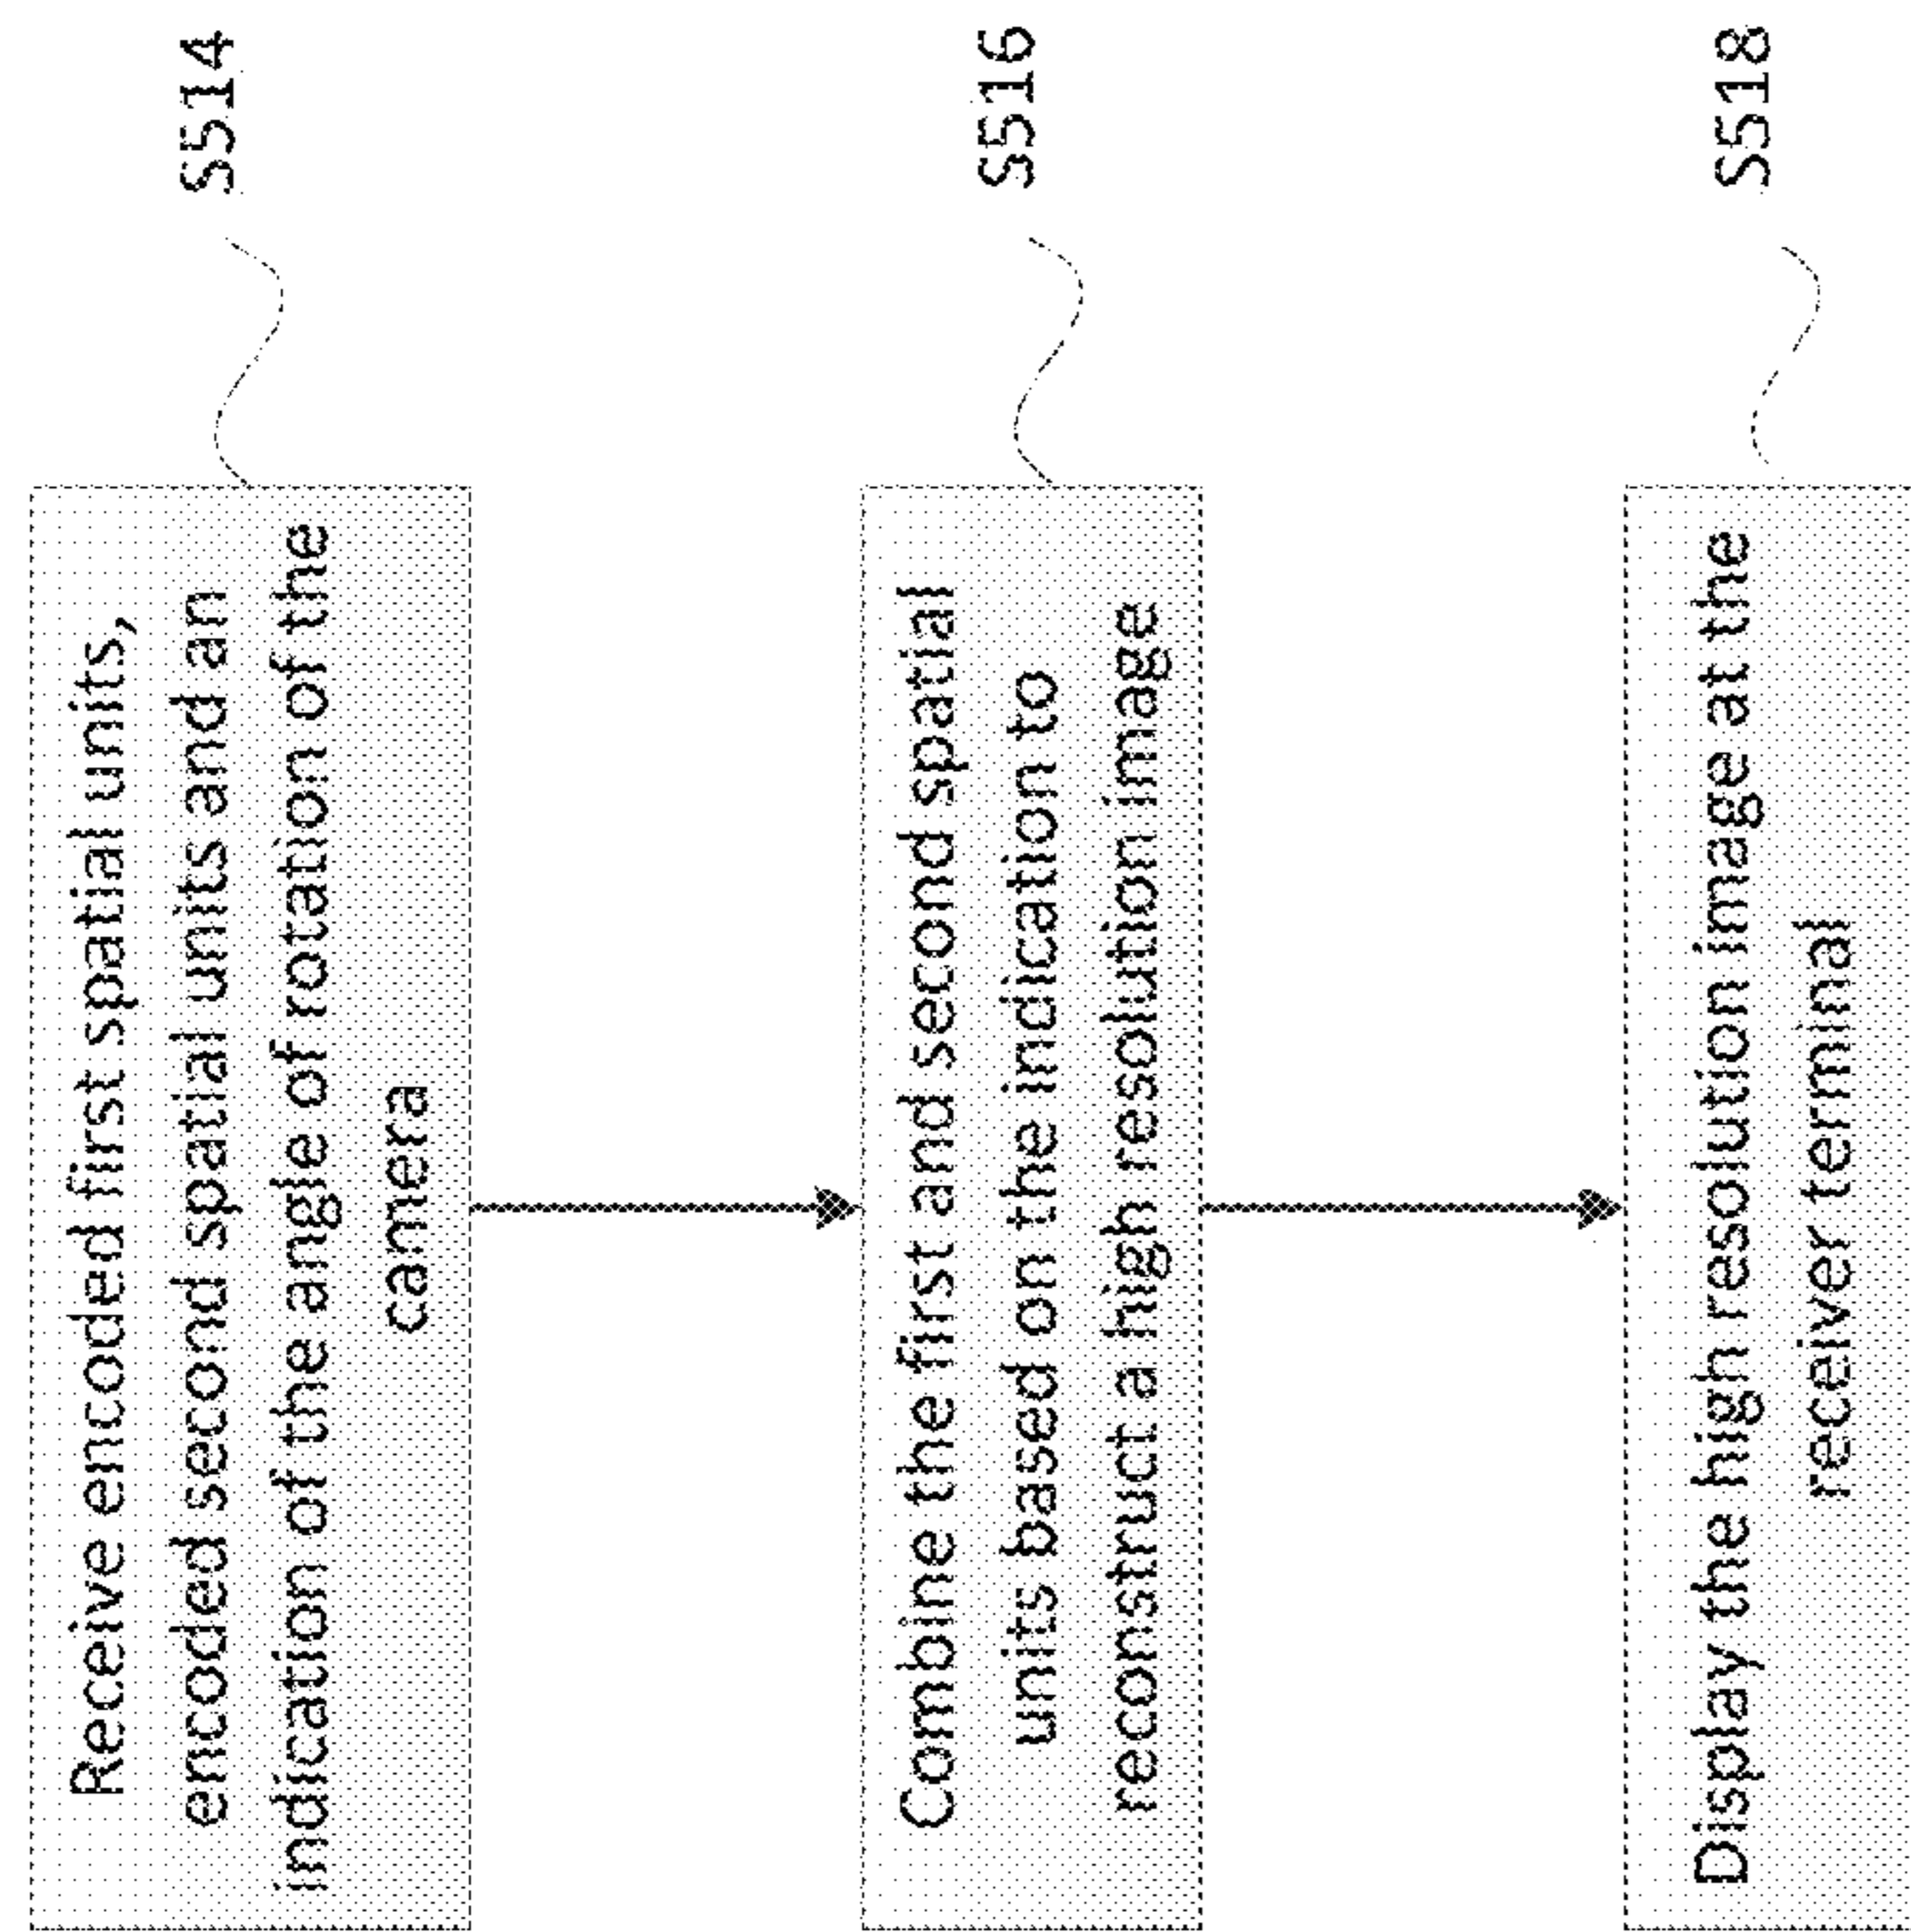 Receive encoded first spatial units,
encoded second spatial units and an
indication of the angle of rotation of the
camera
S514
Combine the first and second spatial
units based on the indication to
reconstruct a high resolution image
S516
Display the high resolution image at the
receiver terminal
S518